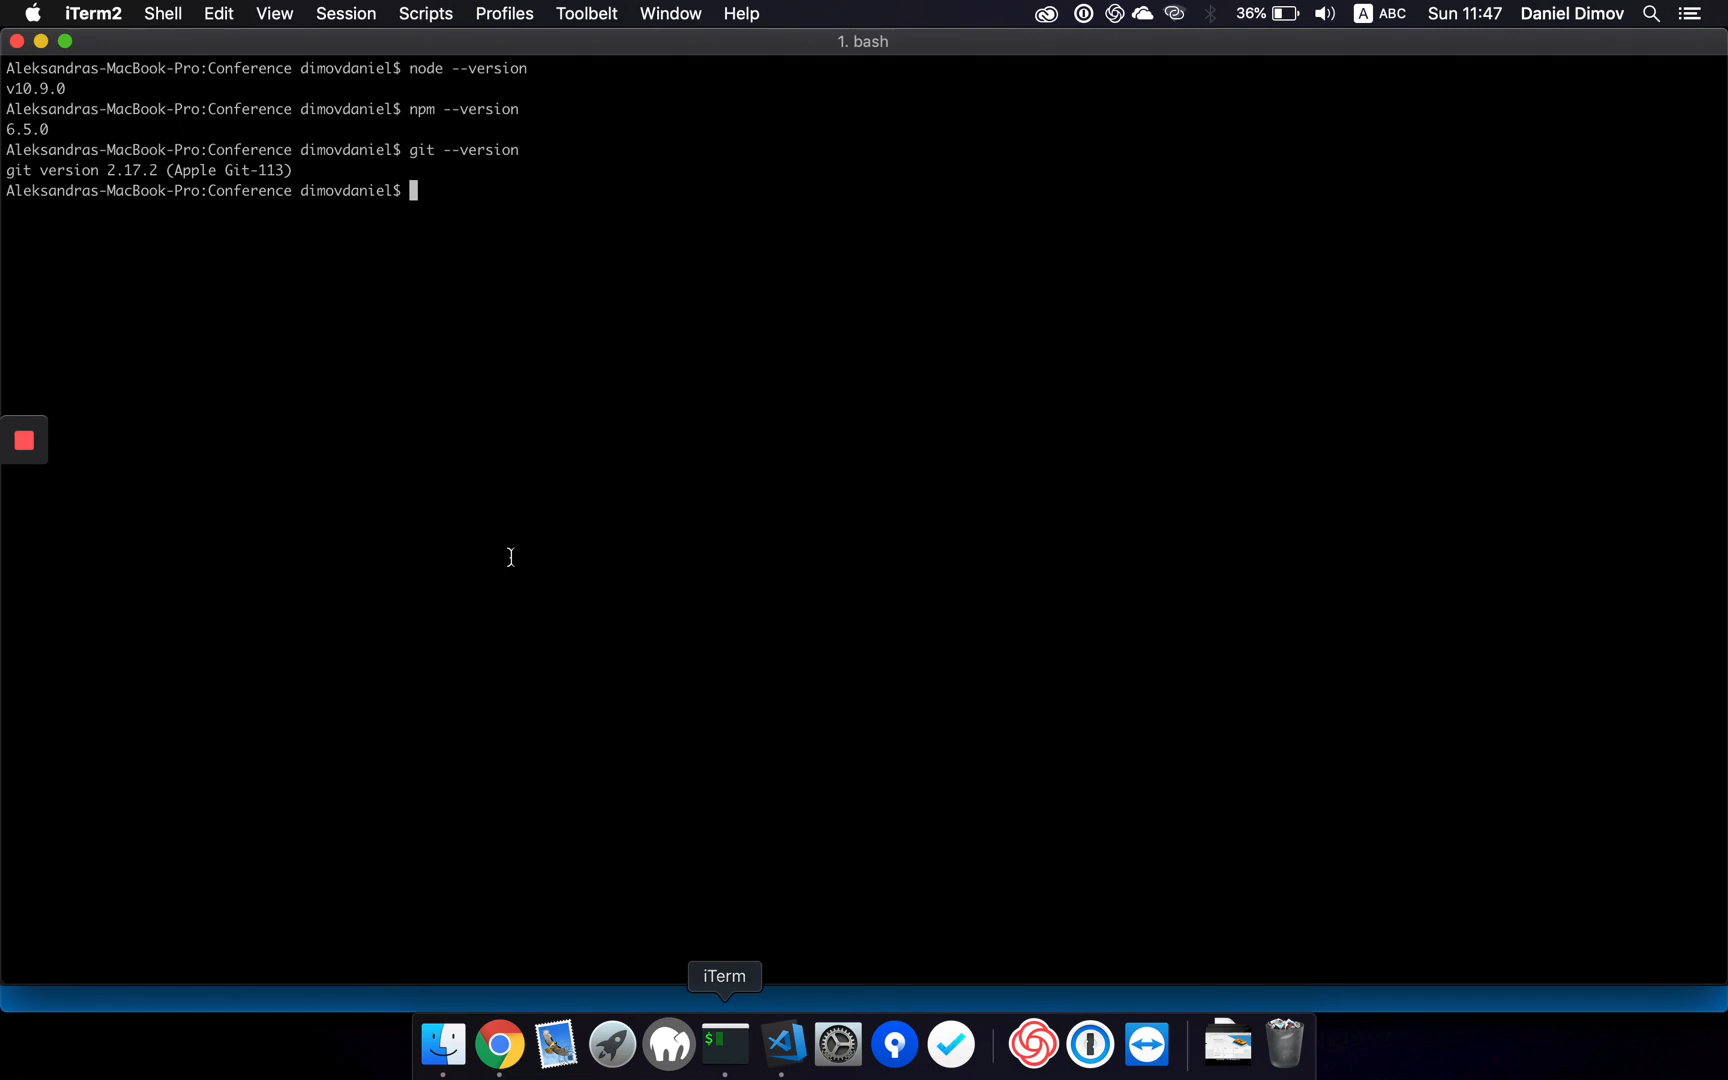 iTerm2 Shell Edit View Session Scripts Profiles Toolbelt Window Help 36% A ABC Sun 11:47 Daniel Dimov
1. bash
Aleksandras-MacBook-Pro:Conference dimovdaniel$ node --version
v10.9.0
Aleksandras-MacBook-Pro:Conference dimovdaniel$ npm --version
6.5.0
Aleksandras-MacBook-Pro:Conference dimovdaniel$ git --version
git version 2.17.2 (Apple Git-113)
Aleksandras-MacBook-Pro:Conference dimovdaniel$
iTerm
$